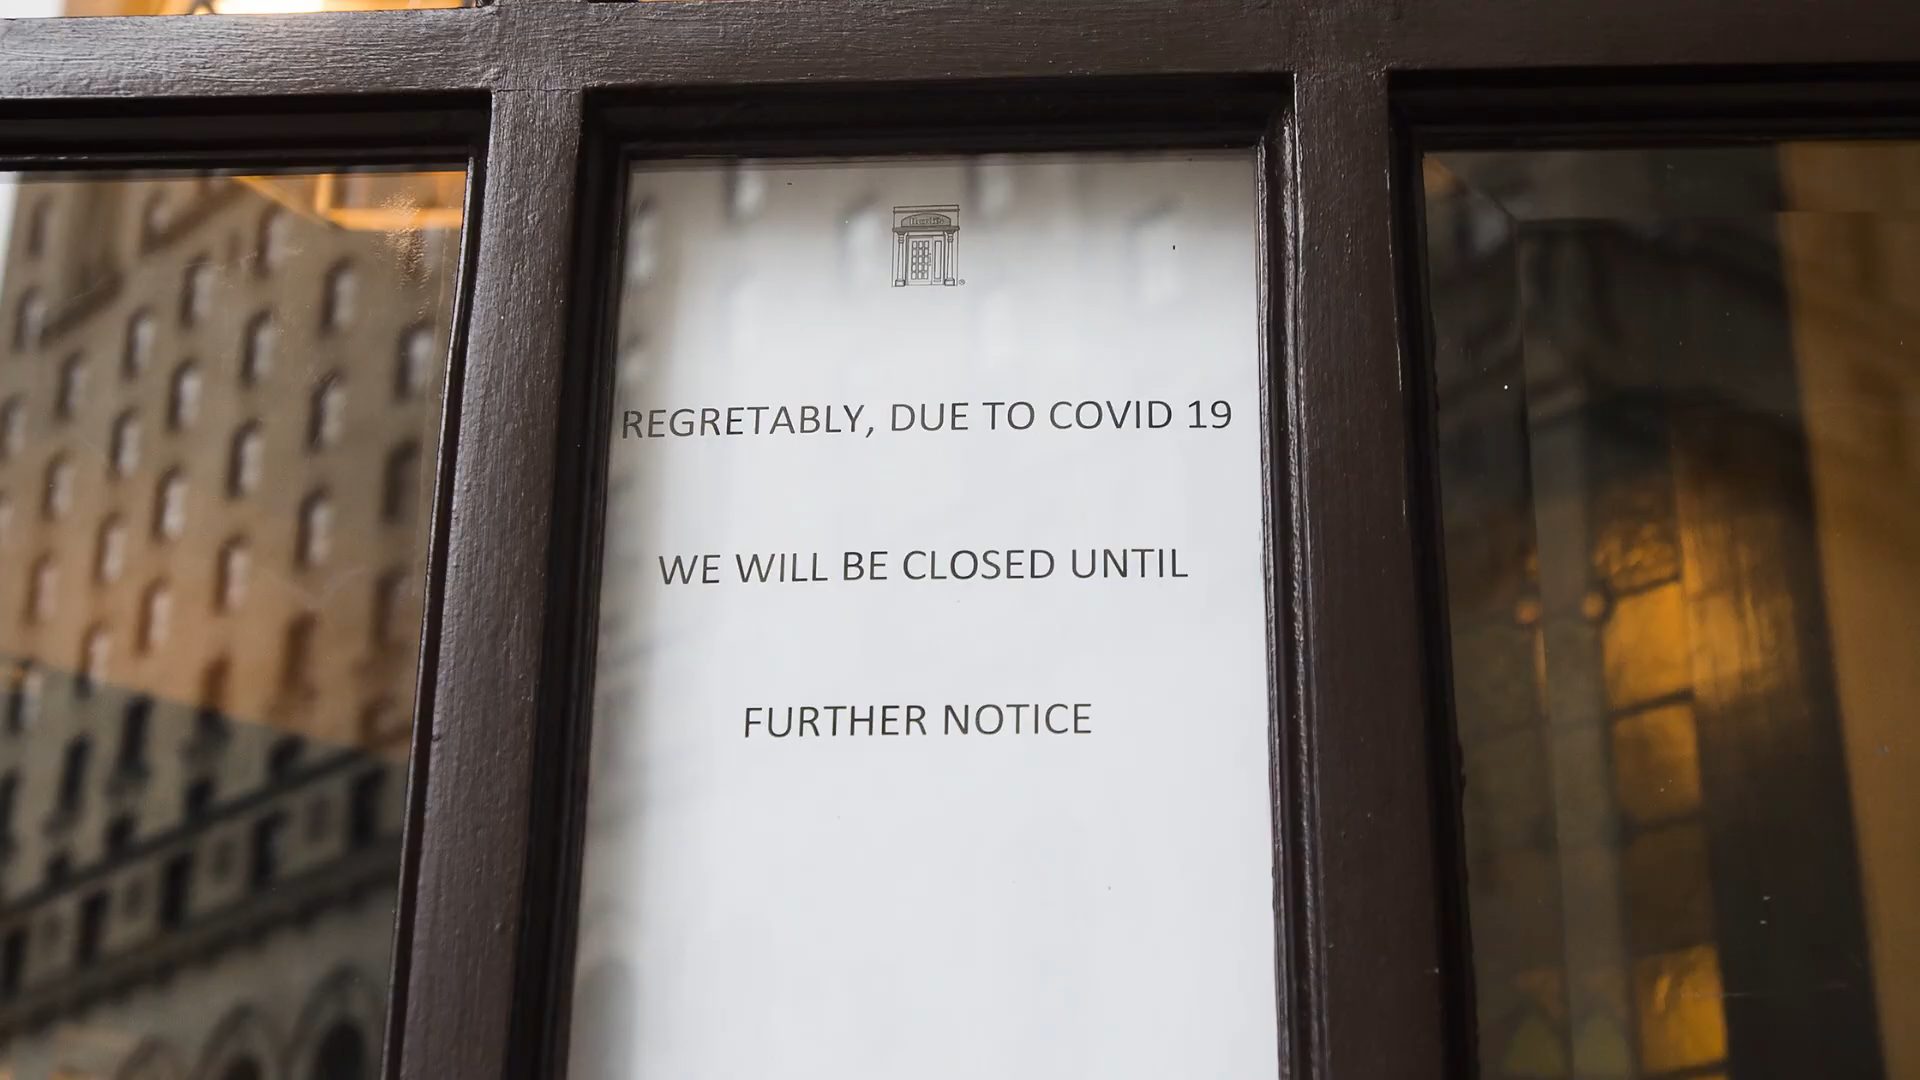 REGRETABLY, DUE TO COVID 19
WE WILL BE CLOSED UNTIL
FURTHER NOTICE